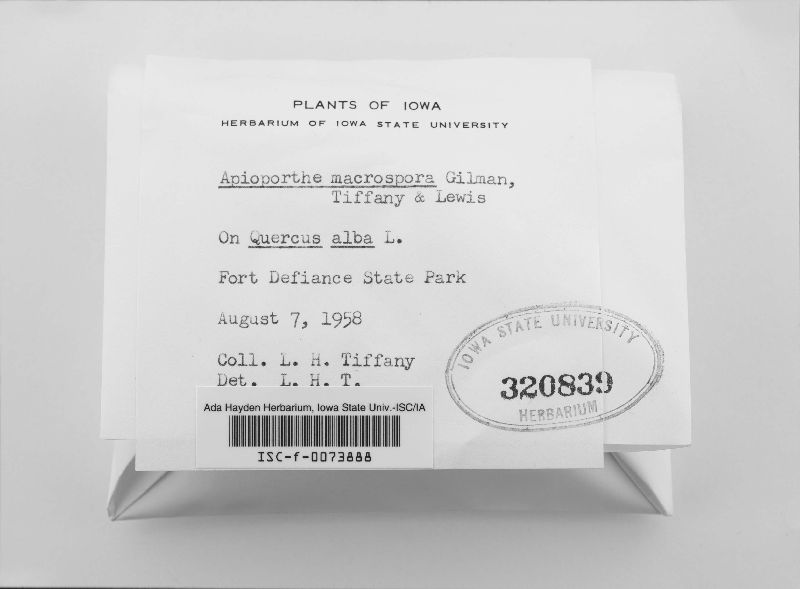 PLANTS OF IOWA
HERBARIUM OF IOWA STATE UNIVERSITY
Apioporthe macrospora Gilman,
Tiffany & Lewis
On Quercus alba L.
Fort Defiance State Park
August 7, 1958
Coll. L. H. Tiffany
Det. L. H. T.
IOWA STATE UNIVERSITY
320839
HERBARIUM
Ada Hayden Herbarium, Iowa State Univ.-ISC/IA
ISC-f-0073888